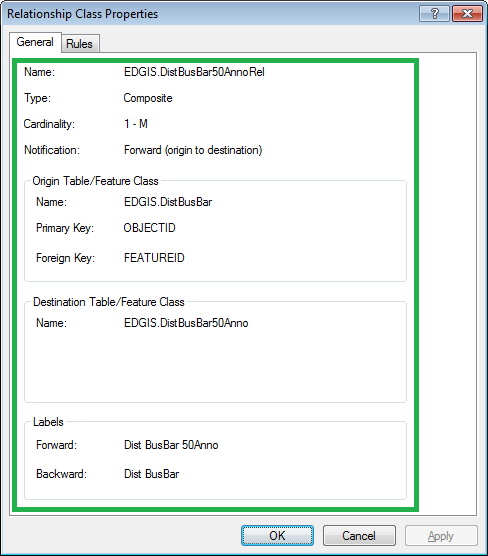 Relationship Class Properties
General Rules
Name: EDGIS.DistBusBar50AnnoRel
Type: Composite
Cardinality: 1 - M
Notification: Forward (origin to destination)
Origin Table/Feature Class
Name: EDGIS.DistBusBar
Primary Key: OBJECTID
Foreign Key: FEATUREID
Destination Table/Feature Class
Name: EDGIS.DistBusBar50Anno
Labels
Forward: Dist BusBar 50Anno
Backward: Dist BusBar
OK Cancel Apply